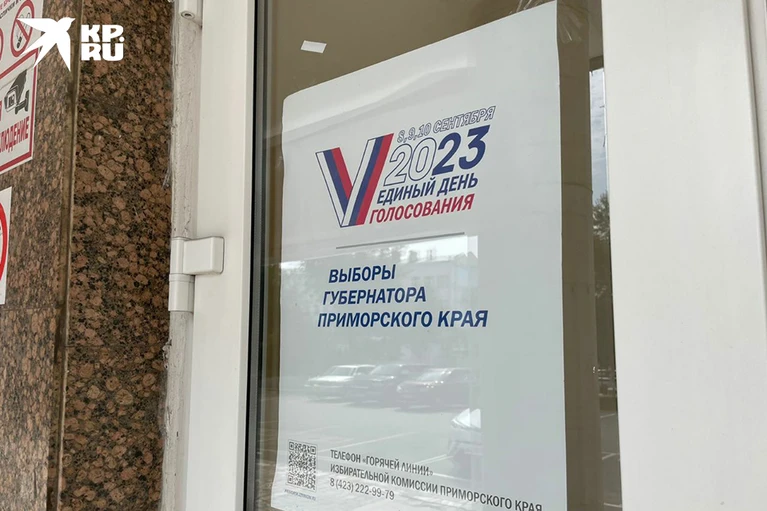 KP.
RU
ЛЮДЕНИЕ
8, 9, 10 СЕНТЯБРЯ
2023
ЕДИНЫЙ ДЕНЬ
ГОЛОСОВАНИЯ
ВЫБОРЫ
ГУБЕРНАТОРА
ПРИМОРСКОГО КРАЯ
ТЕЛЕФОН «ГОРЯЧЕЙ ЛИНИИ»
ИЗБИРАТЕЛЬНОЙ КОМИССИИ ПРИМОРСКОГО КРАЯ
8 (423) 222-99-79